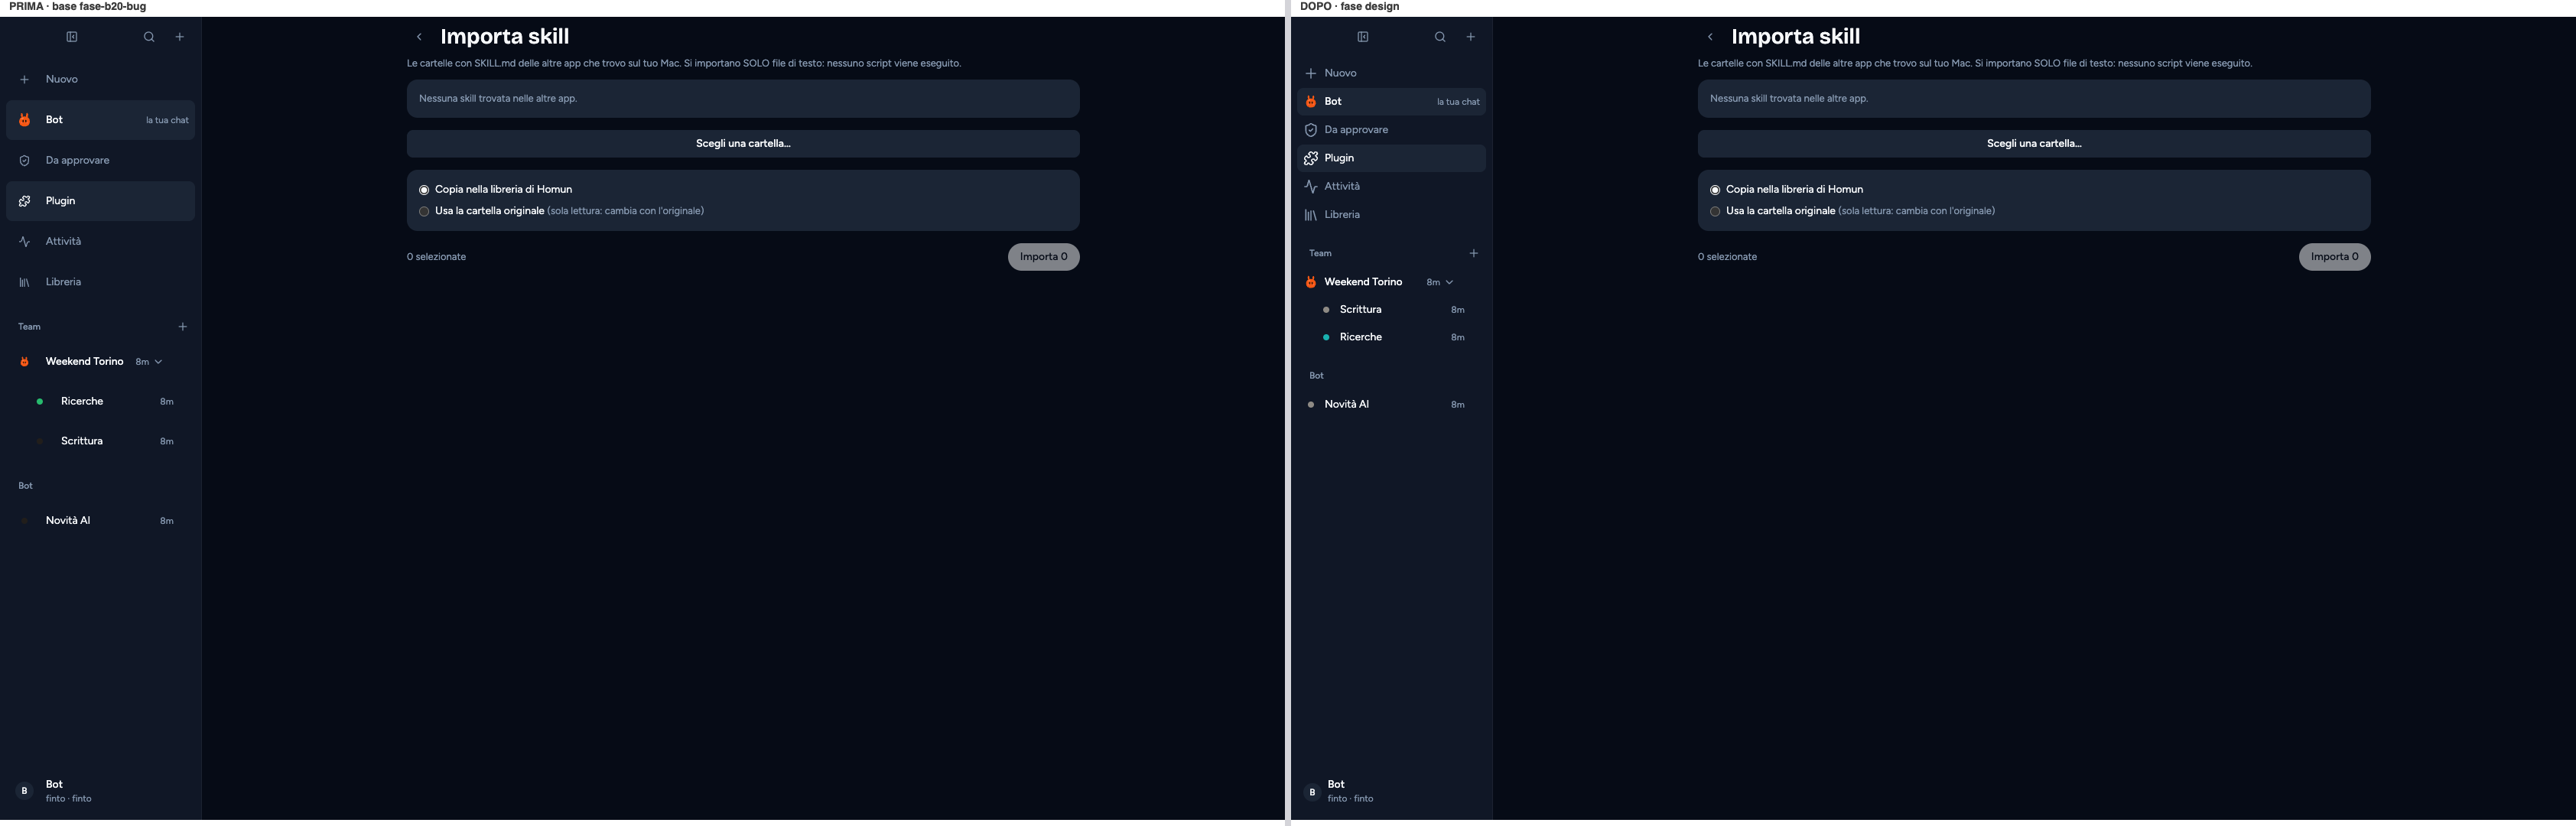 PRIMA · base fase-b20-bug
Nuovo
Bot la tua chat
Da approvare
Plugin
Attività
Libreria
Team
Weekend Torino 8m
Ricerche 8m
Scrittura 8m
Bot
Novità AI 8m
B Bot
finto · finto
Importa skill
Le cartelle con SKILL.md delle altre app che trovo sul tuo Mac. Si importano SOLO file di testo: nessuno script viene eseguito.
Nessuna skill trovata nelle altre app.
Scegli una cartella...
Copia nella libreria di Homun
Usa la cartella originale (sola lettura: cambia con l'originale)
0 selezionate Importa 0
DOPO · fase design
Nuovo
Bot la tua chat
Da approvare
Plugin
Attività
Libreria
Team
Weekend Torino 8m
Scrittura 8m
Ricerche 8m
Bot
Novità AI 8m
B Bot
finto · finto
Importa skill
Le cartelle con SKILL.md delle altre app che trovo sul tuo Mac. Si importano SOLO file di testo: nessuno script viene eseguito.
Nessuna skill trovata nelle altre app.
Scegli una cartella...
Copia nella libreria di Homun
Usa la cartella originale (sola lettura: cambia con l'originale)
0 selezionate Importa 0